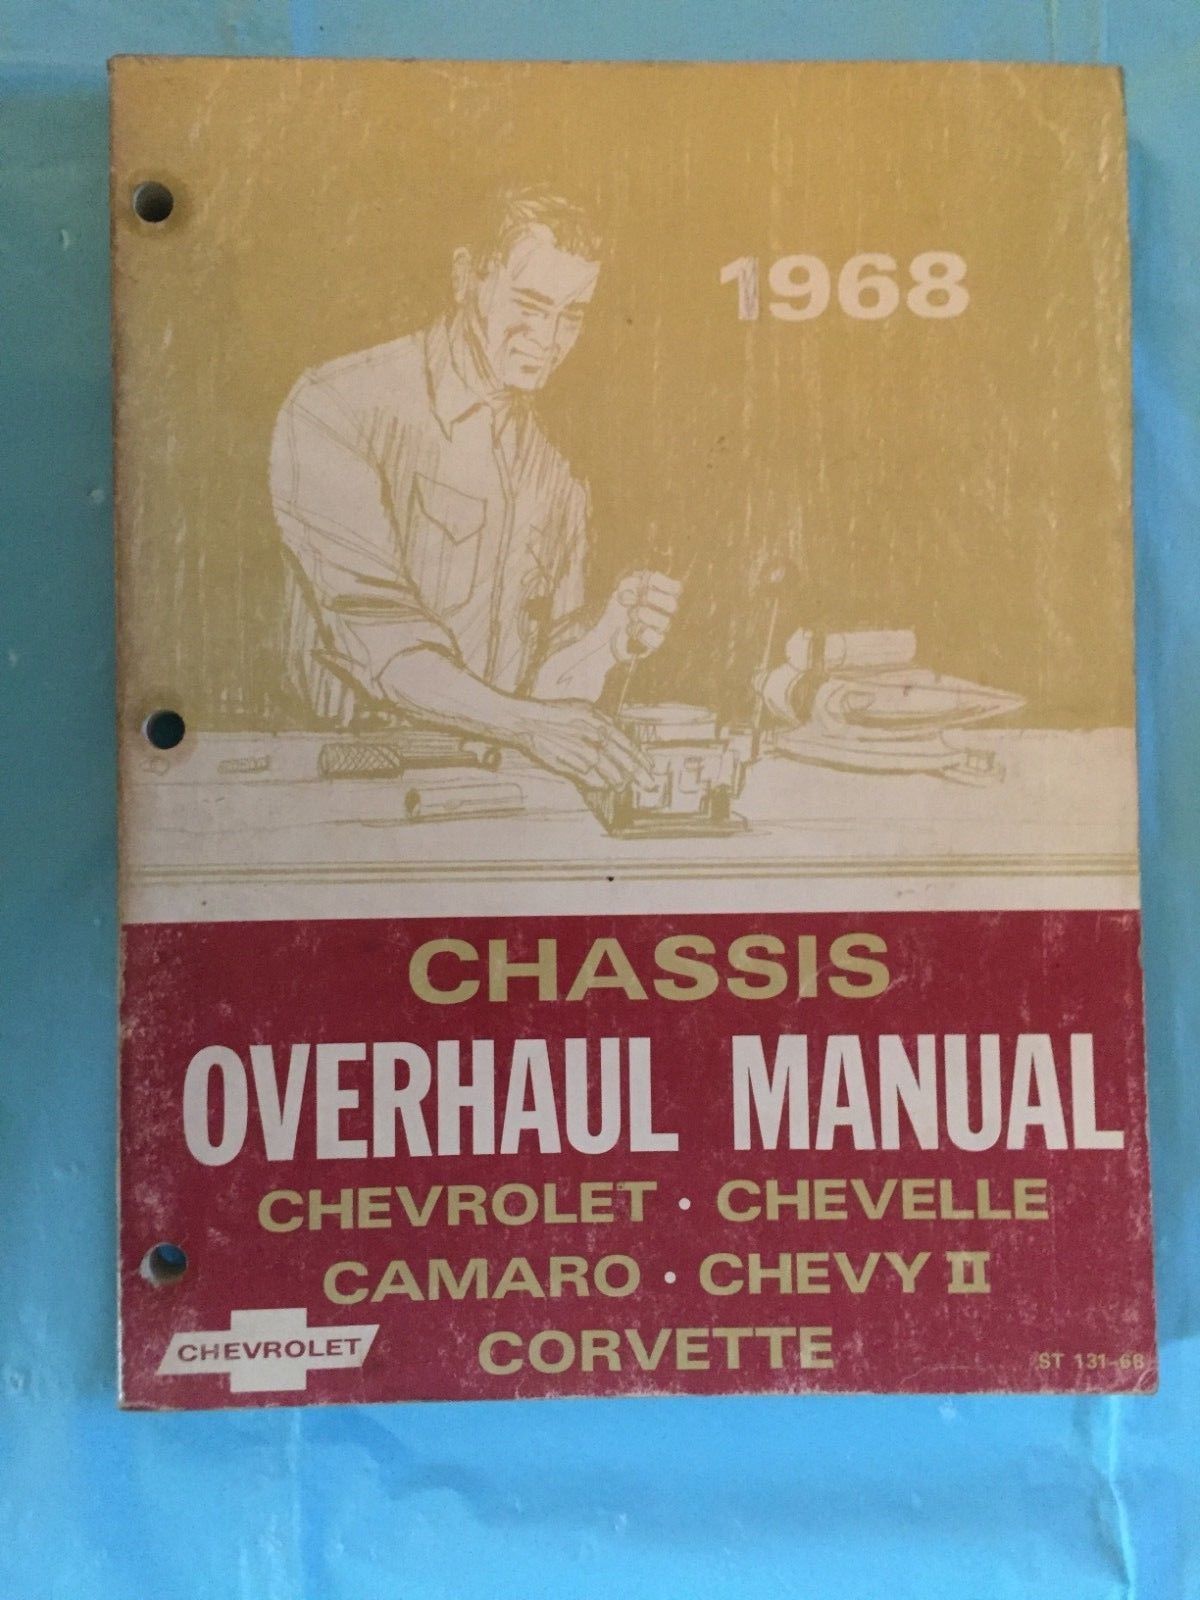 1968
CHASSIS
OVERHAUL MANUAL
CHEVROLET • CHEVELLE
CAMARO • CHEVY II
CORVETTE
CHEVROLET
ST 131-68